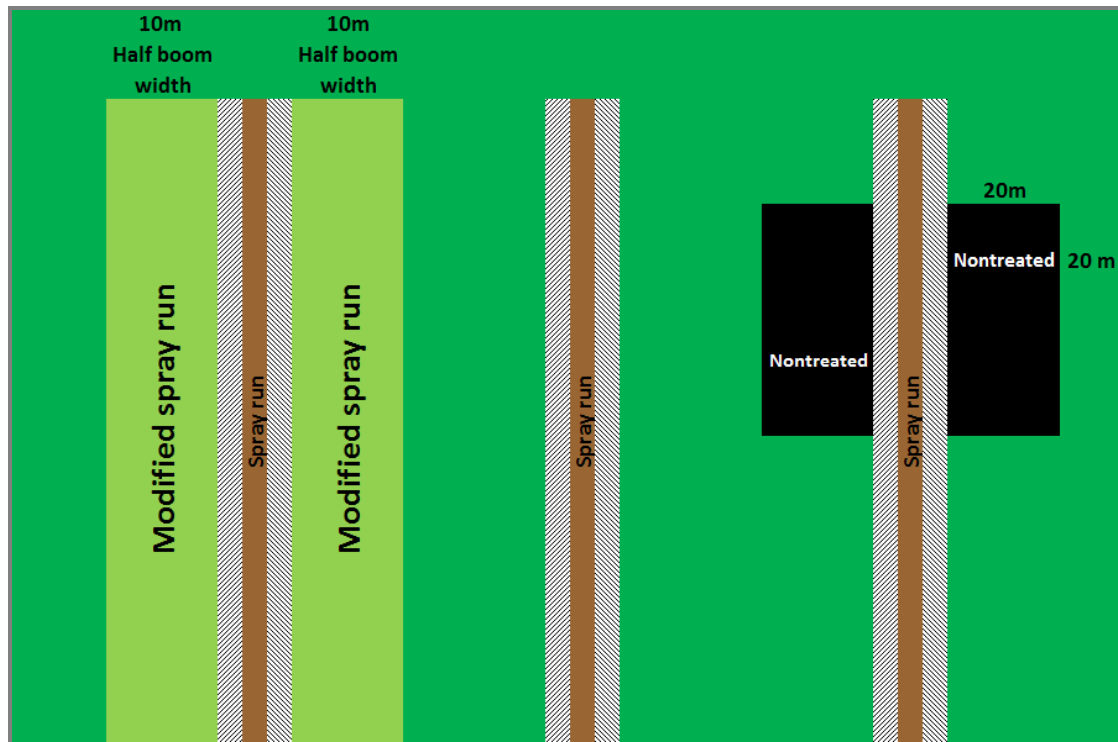 10m
Half boom
width
10m
Half boom
width
Modified spray run
Spray run
Modified spray run
Spray run
20m
Nontreated
20 m
Nontreated
Spray run